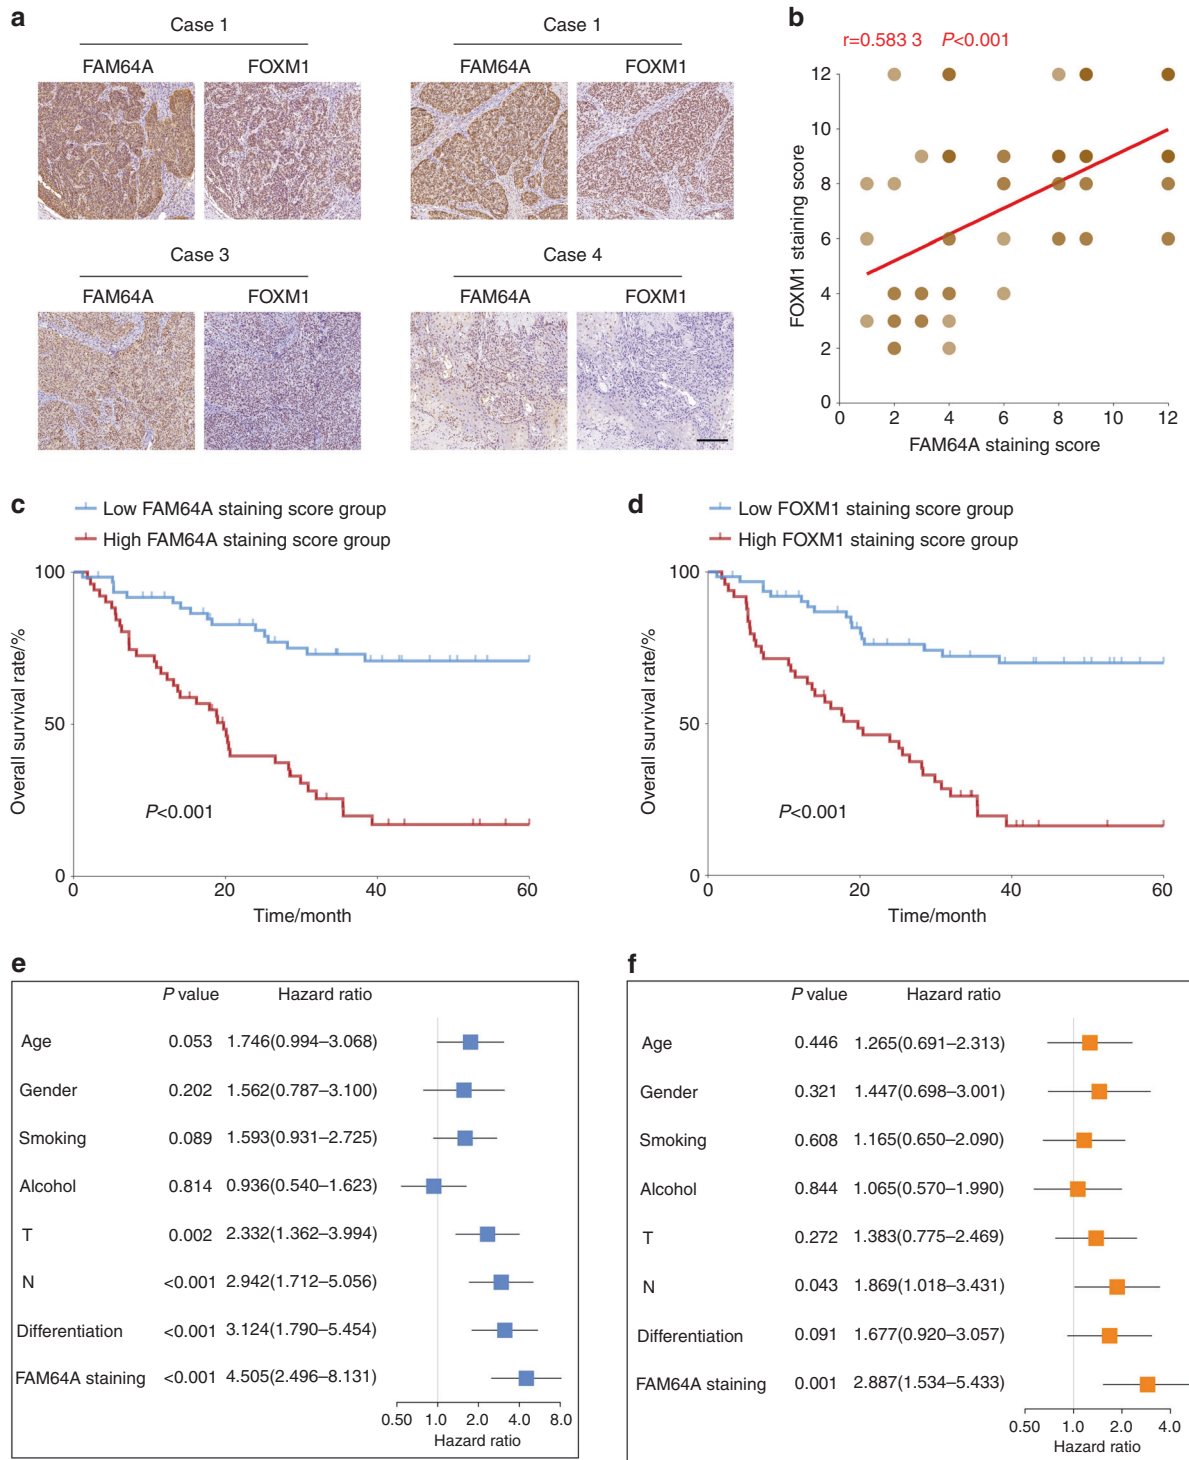 a
Case 1
FAM64A FOXM1
Case 1
FAM64A FOXM1
Case 3
FAM64A FOXM1
Case 4
FAM64A FOXM1
b
r=0.583 3 P<0.001
FOXM1 staining score
12
10
8
6
4
2
0
0 2 4 6 8 10 12
FAM64A staining score
c
Low FAM64A staining score group
High FAM64A staining score group
Overall survival rate/%
100
50
0
P<0.001
0 20 40 60
Time/month
d
Low FOXM1 staining score group
High FOXM1 staining score group
Overall survival rate/%
100
50
0
P<0.001
0 20 40 60
Time/month
e
P value Hazard ratio
Age 0.053 1.746(0.994–3.068)
Gender 0.202 1.562(0.787–3.100)
Smoking 0.089 1.593(0.931–2.725)
Alcohol 0.814 0.936(0.540–1.623)
T 0.002 2.332(1.362–3.994)
N <0.001 2.942(1.712–5.056)
Differentiation <0.001 3.124(1.790–5.454)
FAM64A staining <0.001 4.505(2.496–8.131)
0.50 1.0 2.0 4.0 8.0
Hazard ratio
f
P value Hazard ratio
Age 0.446 1.265(0.691–2.313)
Gender 0.321 1.447(0.698–3.001)
Smoking 0.608 1.165(0.650–2.090)
Alcohol 0.844 1.065(0.570–1.990)
T 0.272 1.383(0.775–2.469)
N 0.043 1.869(1.018–3.431)
Differentiation 0.091 1.677(0.920–3.057)
FAM64A staining 0.001 2.887(1.534–5.433)
0.50 1.0 2.0 4.0
Hazard ratio